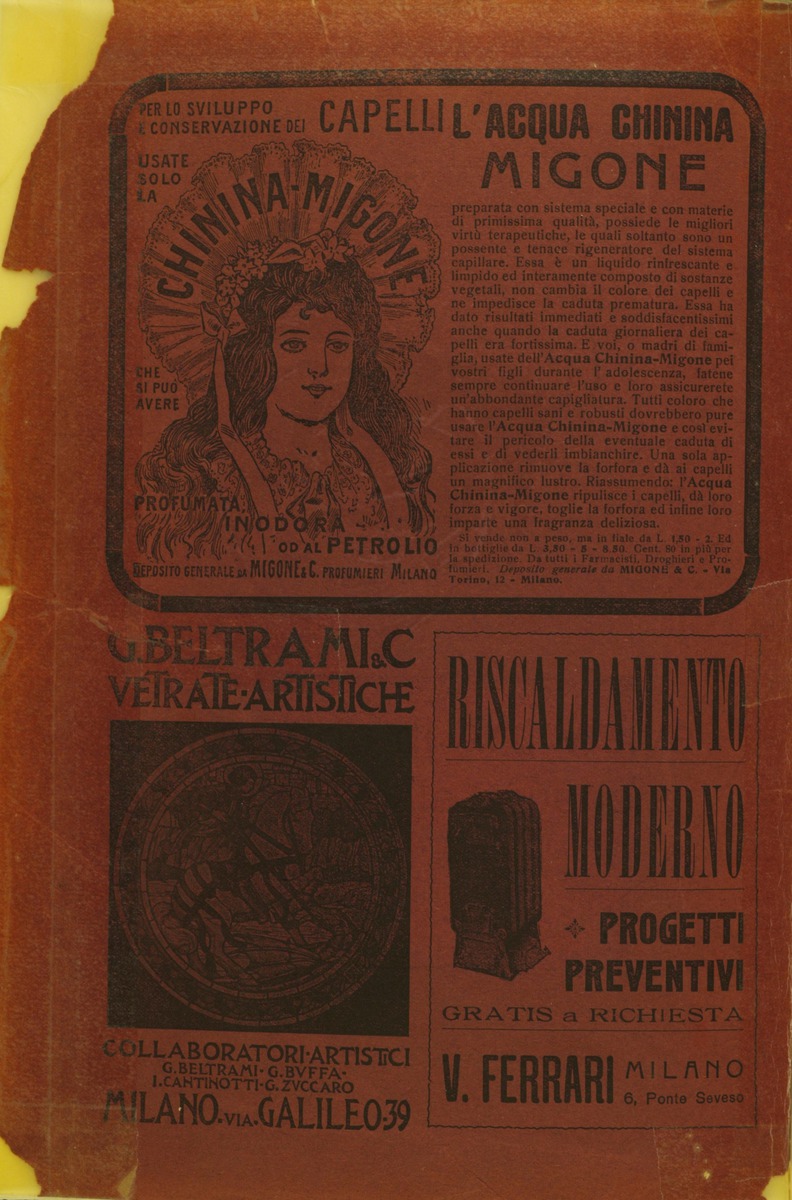 PER LO SVILUPPO
E CONSERVAZIONE DEI CAPELLI
USATE
SOLO
LA
CHININA-MIGONE
CHE
SI PUÒ
AVERE
PROFUMATA,
INODORA
OD AL PETROLIO
DEPOSITO GENERALE DA MIGONE & C. PROFUMIERI MILANO
L'ACQUA CHININA
MIGONE
preparata con sistema speciale e con materie
di primissima qualità, possiede le migliori
virtù terapeutiche, le quali soltanto sono un
possente e tenace rigeneratore del sistema
capillare. Essa è un liquido rinfrescante e
limpido ed interamente composto di sostanze
vegetali, non cambia il colore dei capelli e
ne impedisce la caduta prematura. Essa ha
dato risultati immediati e soddisfacentissimi
anche quando la caduta giornaliera dei ca-
pelli era fortissima. E voi, o madri di fami-
glia, usate dell'Acqua Chinina-Migone pei
vostri figli durante l'adolescenza, fatene
sempre continuare l'uso e loro assicurerete
un'abbondante capigliatura. Tutti coloro che
hanno capelli sani e robusti dovrebbero pure
usare l'Acqua Chinina-Migone e così evi-
tare il pericolo della eventuale caduta di
essi e di vederli imbianchire. Una sola ap-
plicazione rimuove la forfora e dà ai capelli
un magnifico lustro. Riassumendo: l'Acqua
Chinina-Migone ripulisce i capelli, dà loro
forza e vigore, toglie la forfora ed infine loro
imparte una fragranza deliziosa.
Si vende non a peso, ma in fiale da L. 1,50 - 2. Ed
in bottiglie da L. 3,50 - 5 - 8.50. Cent. 80 in più per
la spedizione. Da tutti i Farmacisti, Droghieri e Pro-
fumieri. Deposito generale da MIGONE & C. - Via
Torino, 12 - Milano.
G. BELTRAMI & C
VETRATE·ARTISTICHE
COLLABORATORI·ARTISTICI
G. BELTRAMI· G. BVFFA·
I. CANTINOTTI·G. ZVCCARO
MILANO·VIA·GALILEO·39
RISCALDAMENTO
MODERNO
PROGETTI
PREVENTIVI
GRATIS a RICHIESTA
V. FERRARI MILANO
6, Ponte Seveso